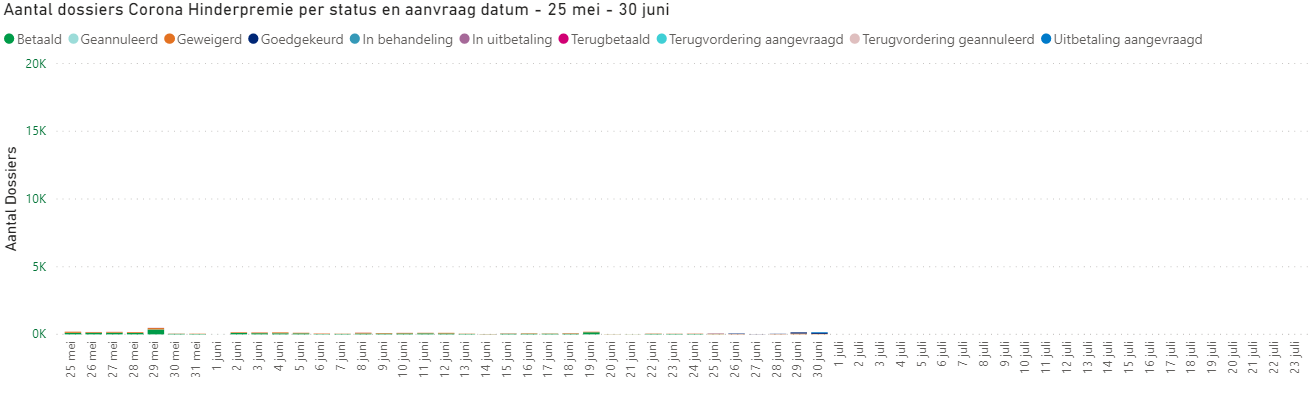 Aantal dossiers Corona Hinderpremie per status en aanvraag datum - 25 mei - 30 juni
Betaald Geannuleerd Geweigerd Goedgekeurd In behandeling In uitbetaling Terugbetaald Terugvordering aangevraagd Terugvordering geannuleerd Uitbetaling aangevraagd
20K
15K
10K
5K
0K
Aantal Dossiers
25 mei
26 mei
27 mei
28 mei
29 mei
30 mei
31 mei
1 juni
2 juni
3 juni
4 juni
5 juni
6 juni
7 juni
8 juni
9 juni
10 juni
11 juni
12 juni
13 juni
14 juni
15 juni
16 juni
17 juni
18 juni
19 juni
20 juni
21 juni
22 juni
23 juni
24 juni
25 juni
26 juni
27 juni
28 juni
29 juni
30 juni
1 juli
2 juli
3 juli
4 juli
5 juli
6 juli
7 juli
8 juli
9 juli
10 juli
11 juli
12 juli
13 juli
14 juli
15 juli
16 juli
17 juli
18 juli
19 juli
20 juli
21 juli
22 juli
23 juli